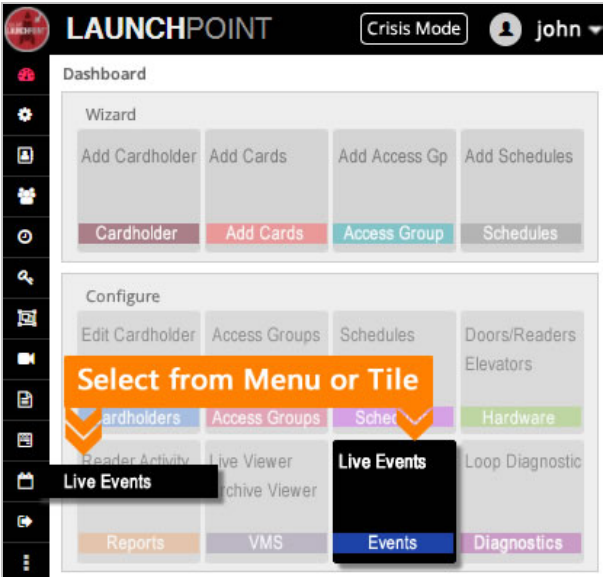 LAUNCHPOINT Crisis Mode john
Dashboard
Wizard
Add Cardholder Add Cards Add Access Gp Add Schedules
Cardholder Add Cards Access Group Schedules
Configure
Edit Cardholder Access Groups Schedules Doors/Readers
Elevators
Select from Menu or Tile
ardholders Access Groups Sche Hardware
Reader Activity Live Viewer Live Events Loop Diagnostic
Live Events rchive Viewer
Reports VMS Events Diagnostics